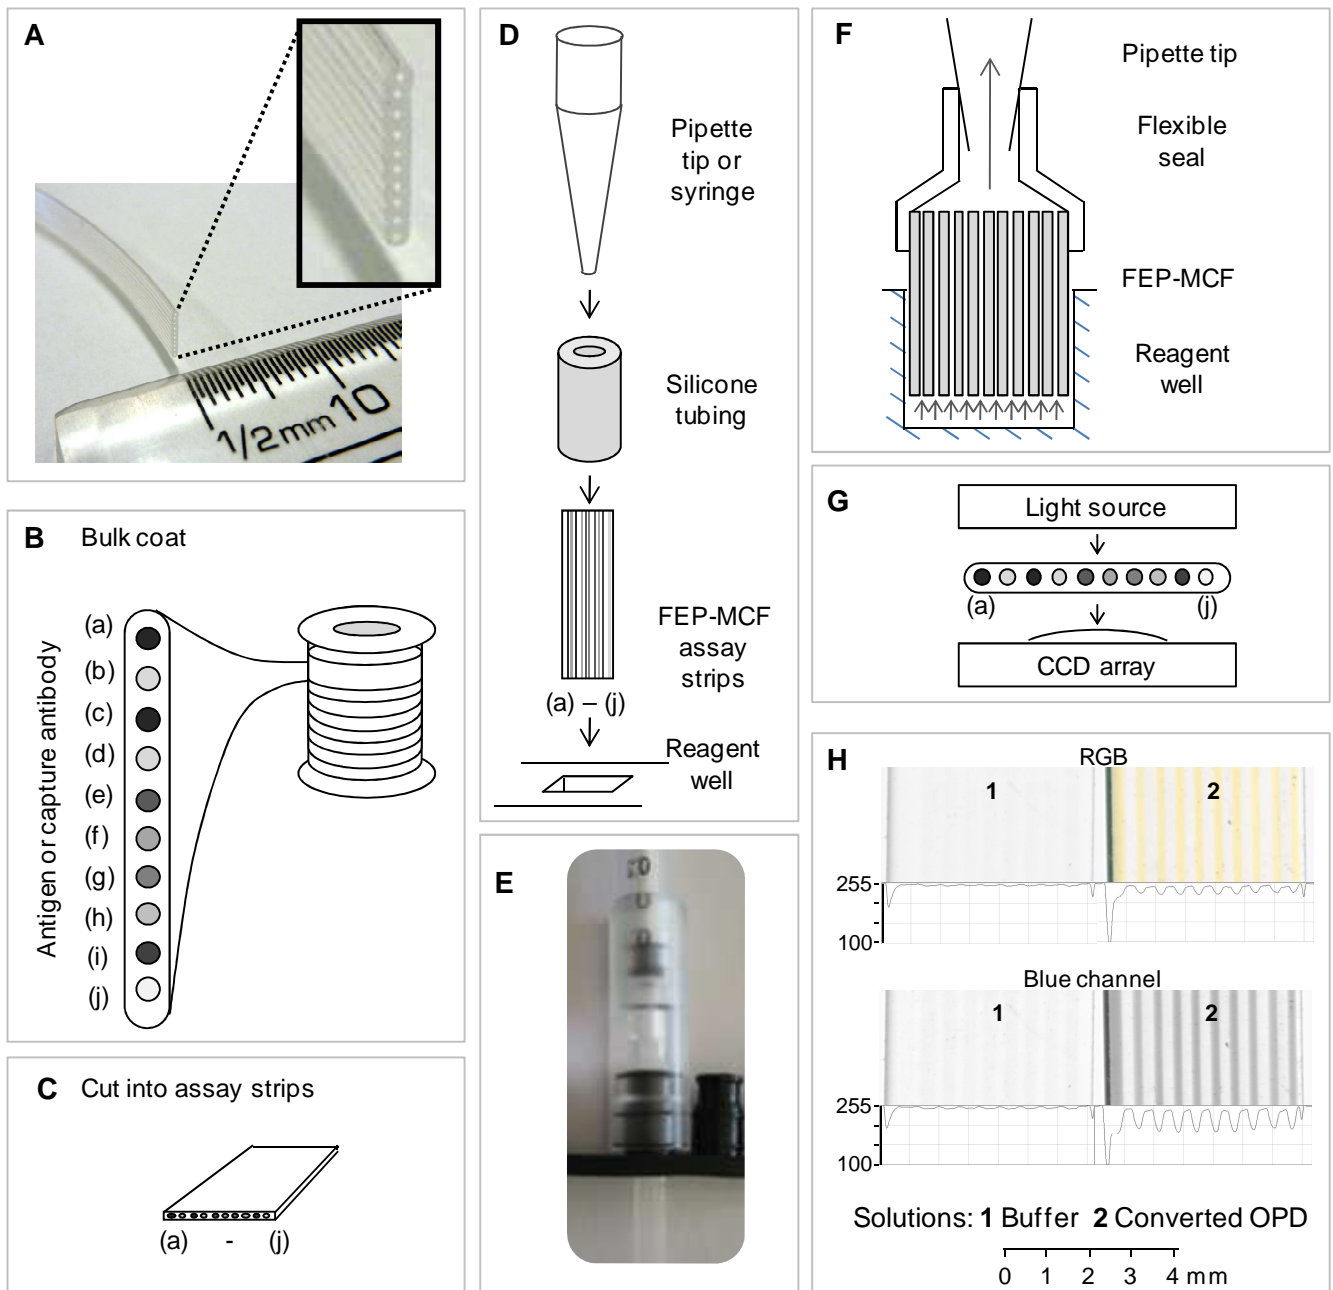 A
1/2mm 10
B Bulk coat
Antigen or capture antibody
(a)
(b)
(c)
(d)
(e)
(f)
(g)
(h)
(i)
(j)
C Cut into assay strips
(a) - (j)
D
Pipette
tip or
syringe
Silicone
tubing
FEP-MCF
assay
strips
(a) – (j)
Reagent
well
E
0
F
Pipette tip
Flexible
seal
FEP-MCF
Reagent
well
G
Light source
(a) (j)
CCD array
H
RGB
1 2
255
100
Blue channel
1 2
255
100
Solutions: 1 Buffer 2 Converted OPD
0 1 2 3 4 mm